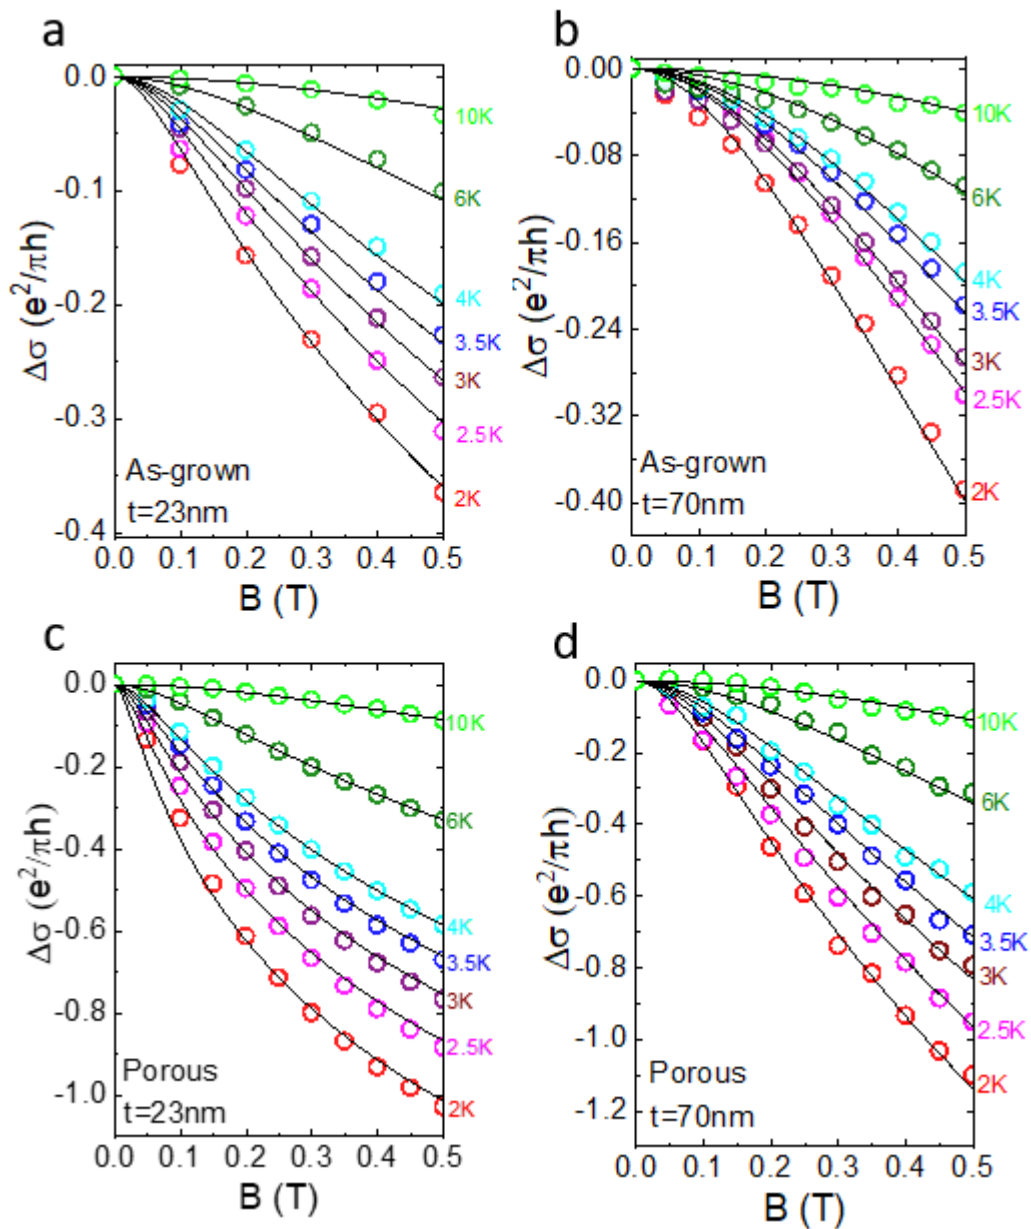 a
0.0
-0.1
-0.2
-0.3
-0.4
Δσ (e²/πh)
10K
6K
4K
3.5K
3K
2.5K
2K
As-grown
t=23nm
0.0 0.1 0.2 0.3 0.4 0.5
B (T)
b
0.00
-0.08
-0.16
-0.24
-0.32
-0.40
Δσ (e²/πh)
10K
6K
4K
3.5K
3K
2.5K
2K
As-grown
t=70nm
0.0 0.1 0.2 0.3 0.4 0.5
B (T)
c
0.0
-0.2
-0.4
-0.6
-0.8
-1.0
Δσ (e²/πh)
10K
6K
4K
3.5K
3K
2.5K
2K
Porous
t=23nm
0.0 0.1 0.2 0.3 0.4 0.5
B (T)
d
0.0
-0.2
-0.4
-0.6
-0.8
-1.0
-1.2
Δσ (e²/πh)
10K
6K
4K
3.5K
3K
2.5K
2K
Porous
t=70nm
0.0 0.1 0.2 0.3 0.4 0.5
B (T)